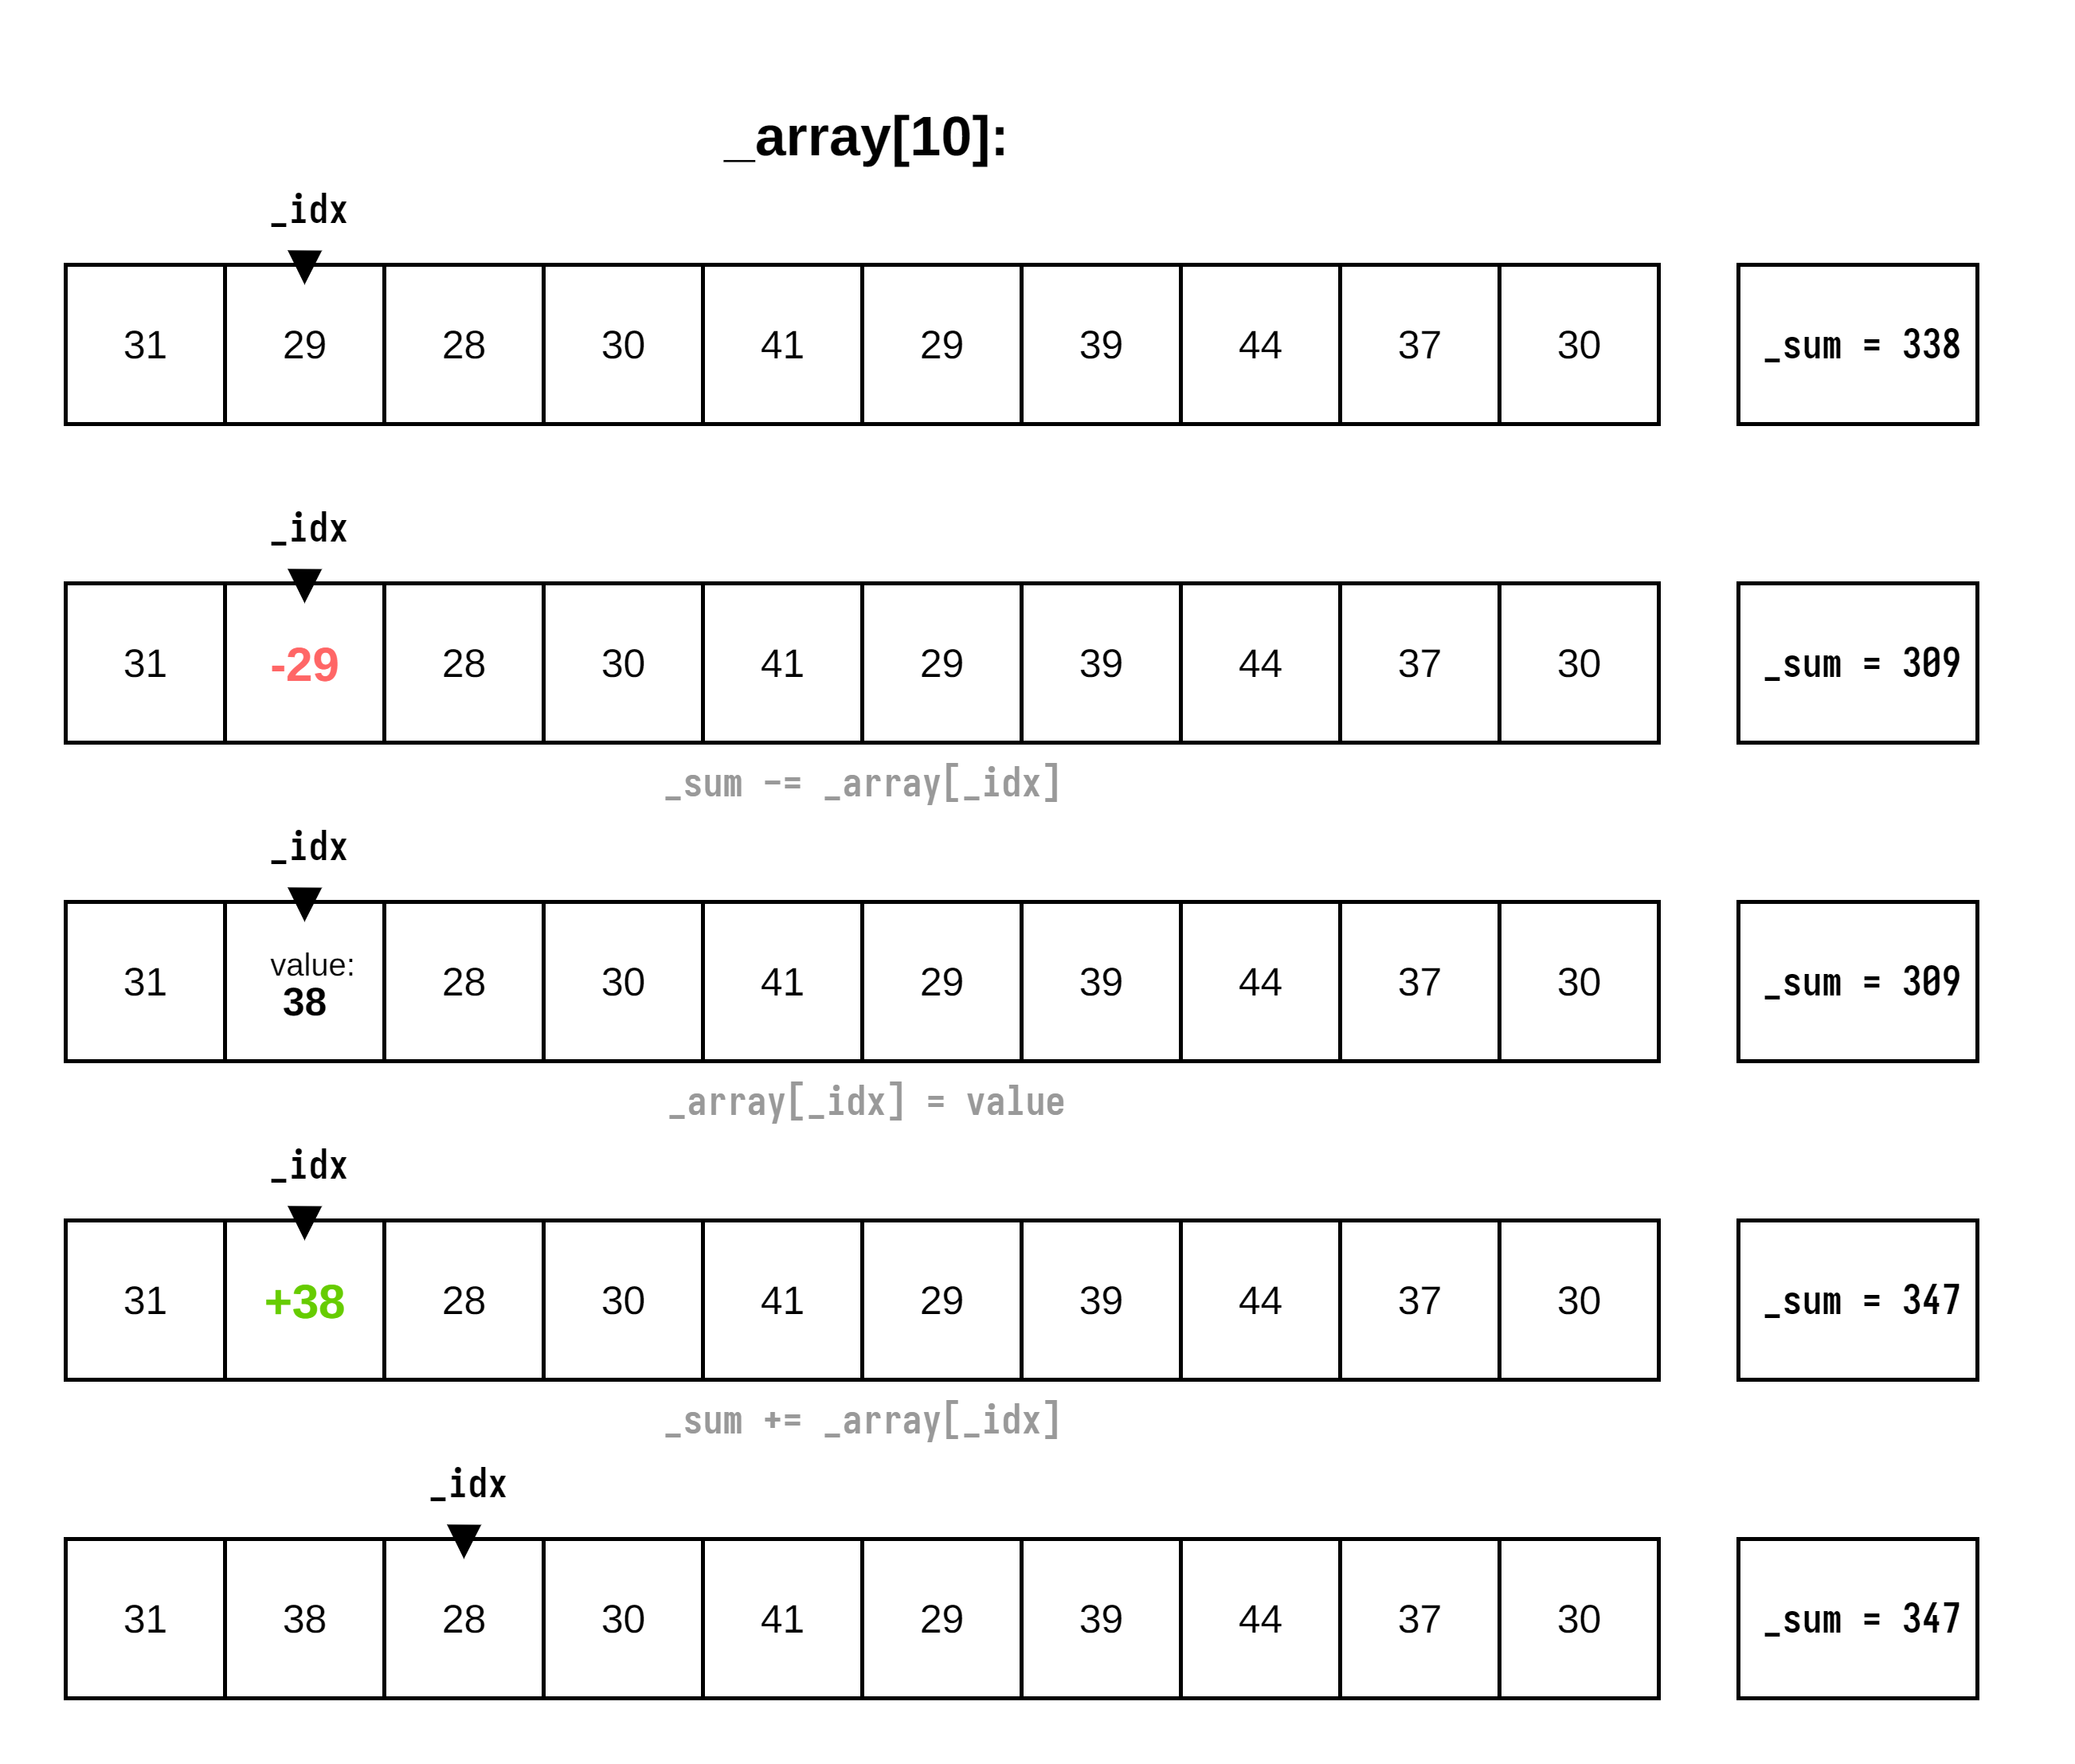 _array[10]:
_idx
31 29 28 30 41 29 39 44 37 30 _sum = 338
_idx
31 -29 28 30 41 29 39 44 37 30 _sum = 309
_sum -= _array[_idx]
_idx
value:
31 38 28 30 41 29 39 44 37 30 _sum = 309
_array[_idx] = value
_idx
31 +38 28 30 41 29 39 44 37 30 _sum = 347
_sum += _array[_idx]
_idx
31 38 28 30 41 29 39 44 37 30 _sum = 347